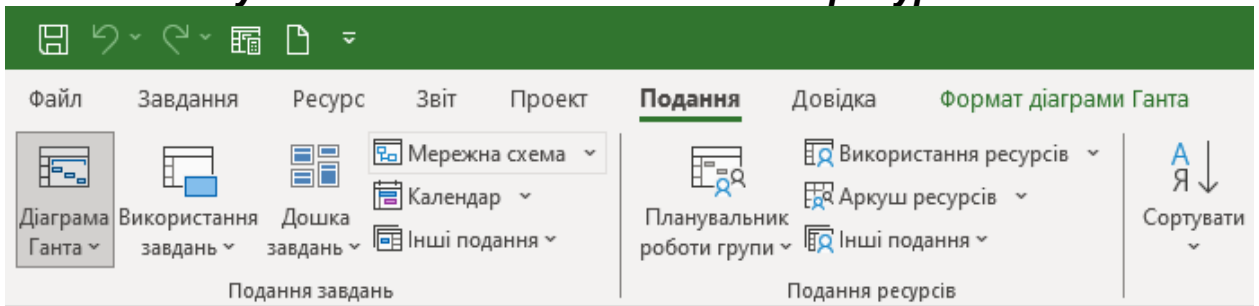 Файл Завдання Ресурс Звіт Проект Подання Довідка Формат діаграми Ганта
Діаграма Ганта
Використання завдань
Дошка завдань
Мережна схема
Календар
Інші подання
Подання завдань
Планувальник роботи групи
Використання ресурсів
Аркуш ресурсів
Інші подання
Подання ресурсів
А
Я
Сортувати